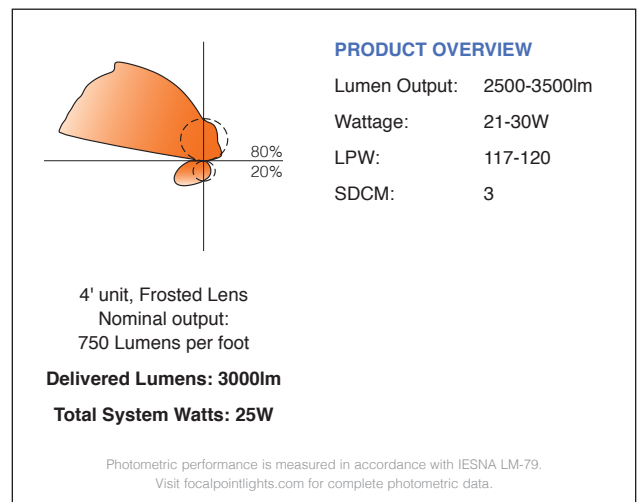 80%
20%
4' unit, Frosted Lens
Nominal output:
750 Lumens per foot
Delivered Lumens: 3000lm
Total System Watts: 25W
PRODUCT OVERVIEW
Lumen Output: 2500-3500lm
Wattage: 21-30W
LPW: 117-120
SDCM: 3
Photometric performance is measured in accordance with IESNA LM-79.
Visit focalpointlights.com for complete photometric data.